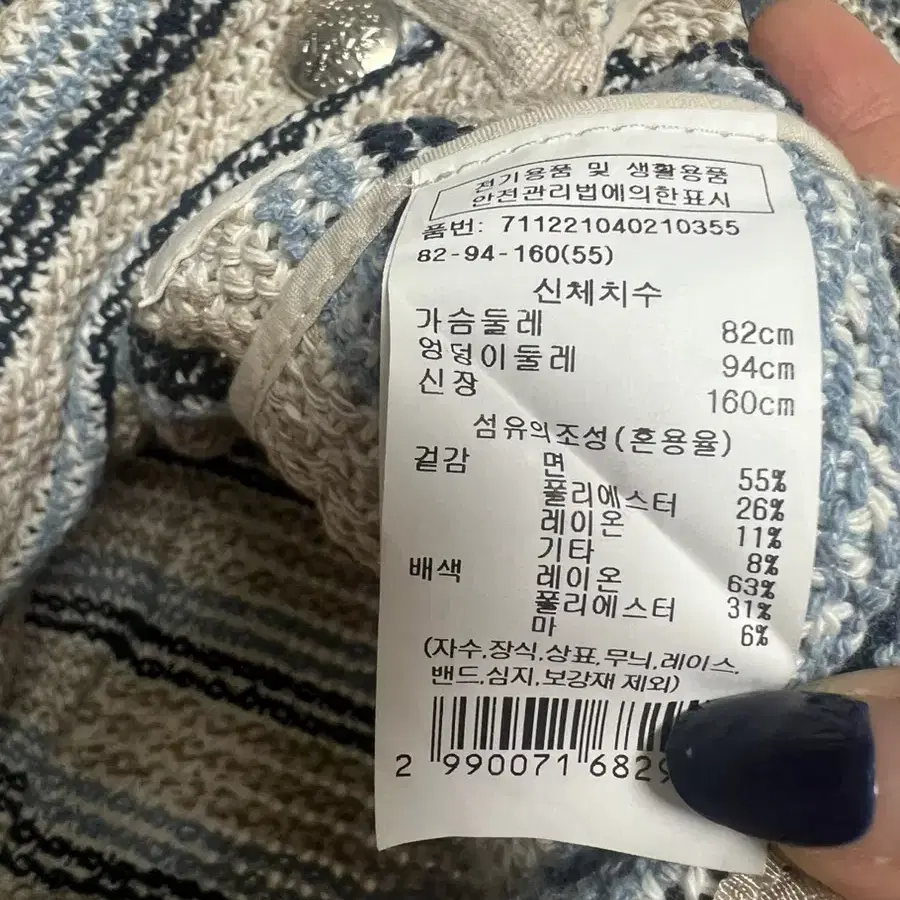 전기용품 및 생활용품
안전관리법에의한표시
품번: 711221040210355
82-94-160(55)
신체치수
가슴둘레 82cm
엉덩이둘레 94cm
신장 160cm
섬유의조성(혼용율)
겉감 면 55%
폴리에스터 26%
레이온 11%
기타 8%
배색 레이온 63%
폴리에스터 31%
마 6%
(자수.장식.상표.무늬.레이스.
밴드.심지.보강재 제외)
2 990071 6829